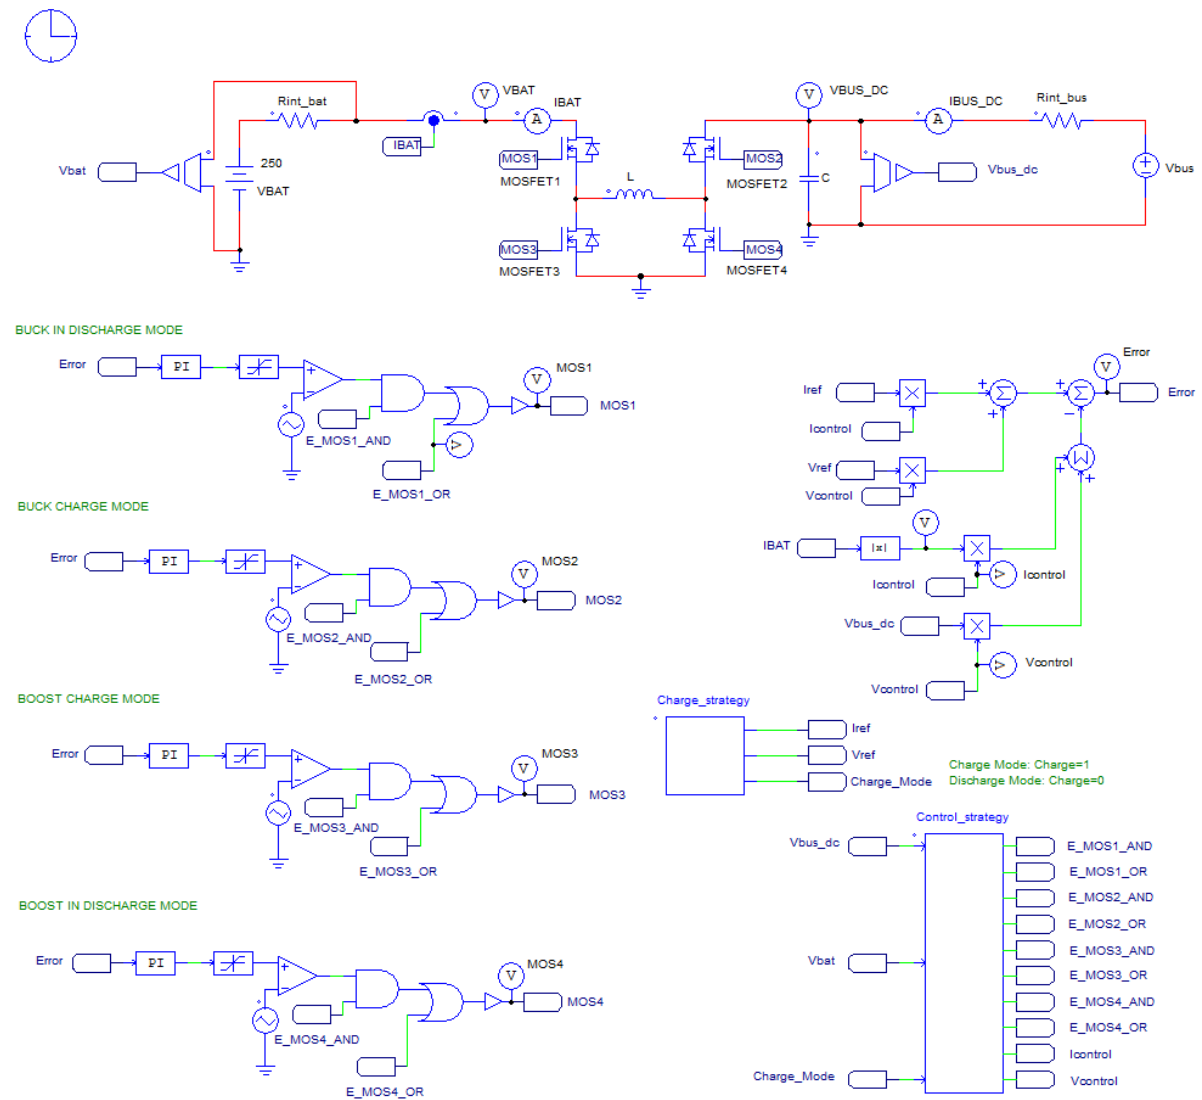 Rint_bat
VBAT
IBAT
VBUS_DC
IBUS_DC
Rint_bus
V
V
A
A
IBAT
MOS1
MOS2
Vbat
250
VBAT
MOSFET1
L
MOSFET2
C
Vbus_dc
Vbus
MOS3
MOS4
MOSFET3
MOSFET4
BUCK IN DISCHARGE MODE
Error
PI
V
MOS1
MOS1
E_MOS1_AND
V
E_MOS1_OR
BUCK CHARGE MODE
Error
PI
V
MOS2
MOS2
E_MOS2_AND
E_MOS2_OR
BOOST CHARGE MODE
Error
PI
V
MOS3
MOS3
E_MOS3_AND
E_MOS3_OR
BOOST IN DISCHARGE MODE
Error
PI
V
MOS4
MOS4
E_MOS4_AND
E_MOS4_OR
Error
V
Iref
Σ
Σ
Error
Icontrol
Vref
Vcontrol
Σ
V
IBAT
|x|
Icontrol
V
Icontrol
Vbus_dc
V
Vcontrol
Vcontrol
Charge_strategy
Iref
Vref
Charge_Mode
Charge Mode: Charge=1
Discharge Mode: Charge=0
Control_strategy
Vbus_dc
Vbat
Charge_Mode
E_MOS1_AND
E_MOS1_OR
E_MOS2_AND
E_MOS2_OR
E_MOS3_AND
E_MOS3_OR
E_MOS4_AND
E_MOS4_OR
Icontrol
Vcontrol